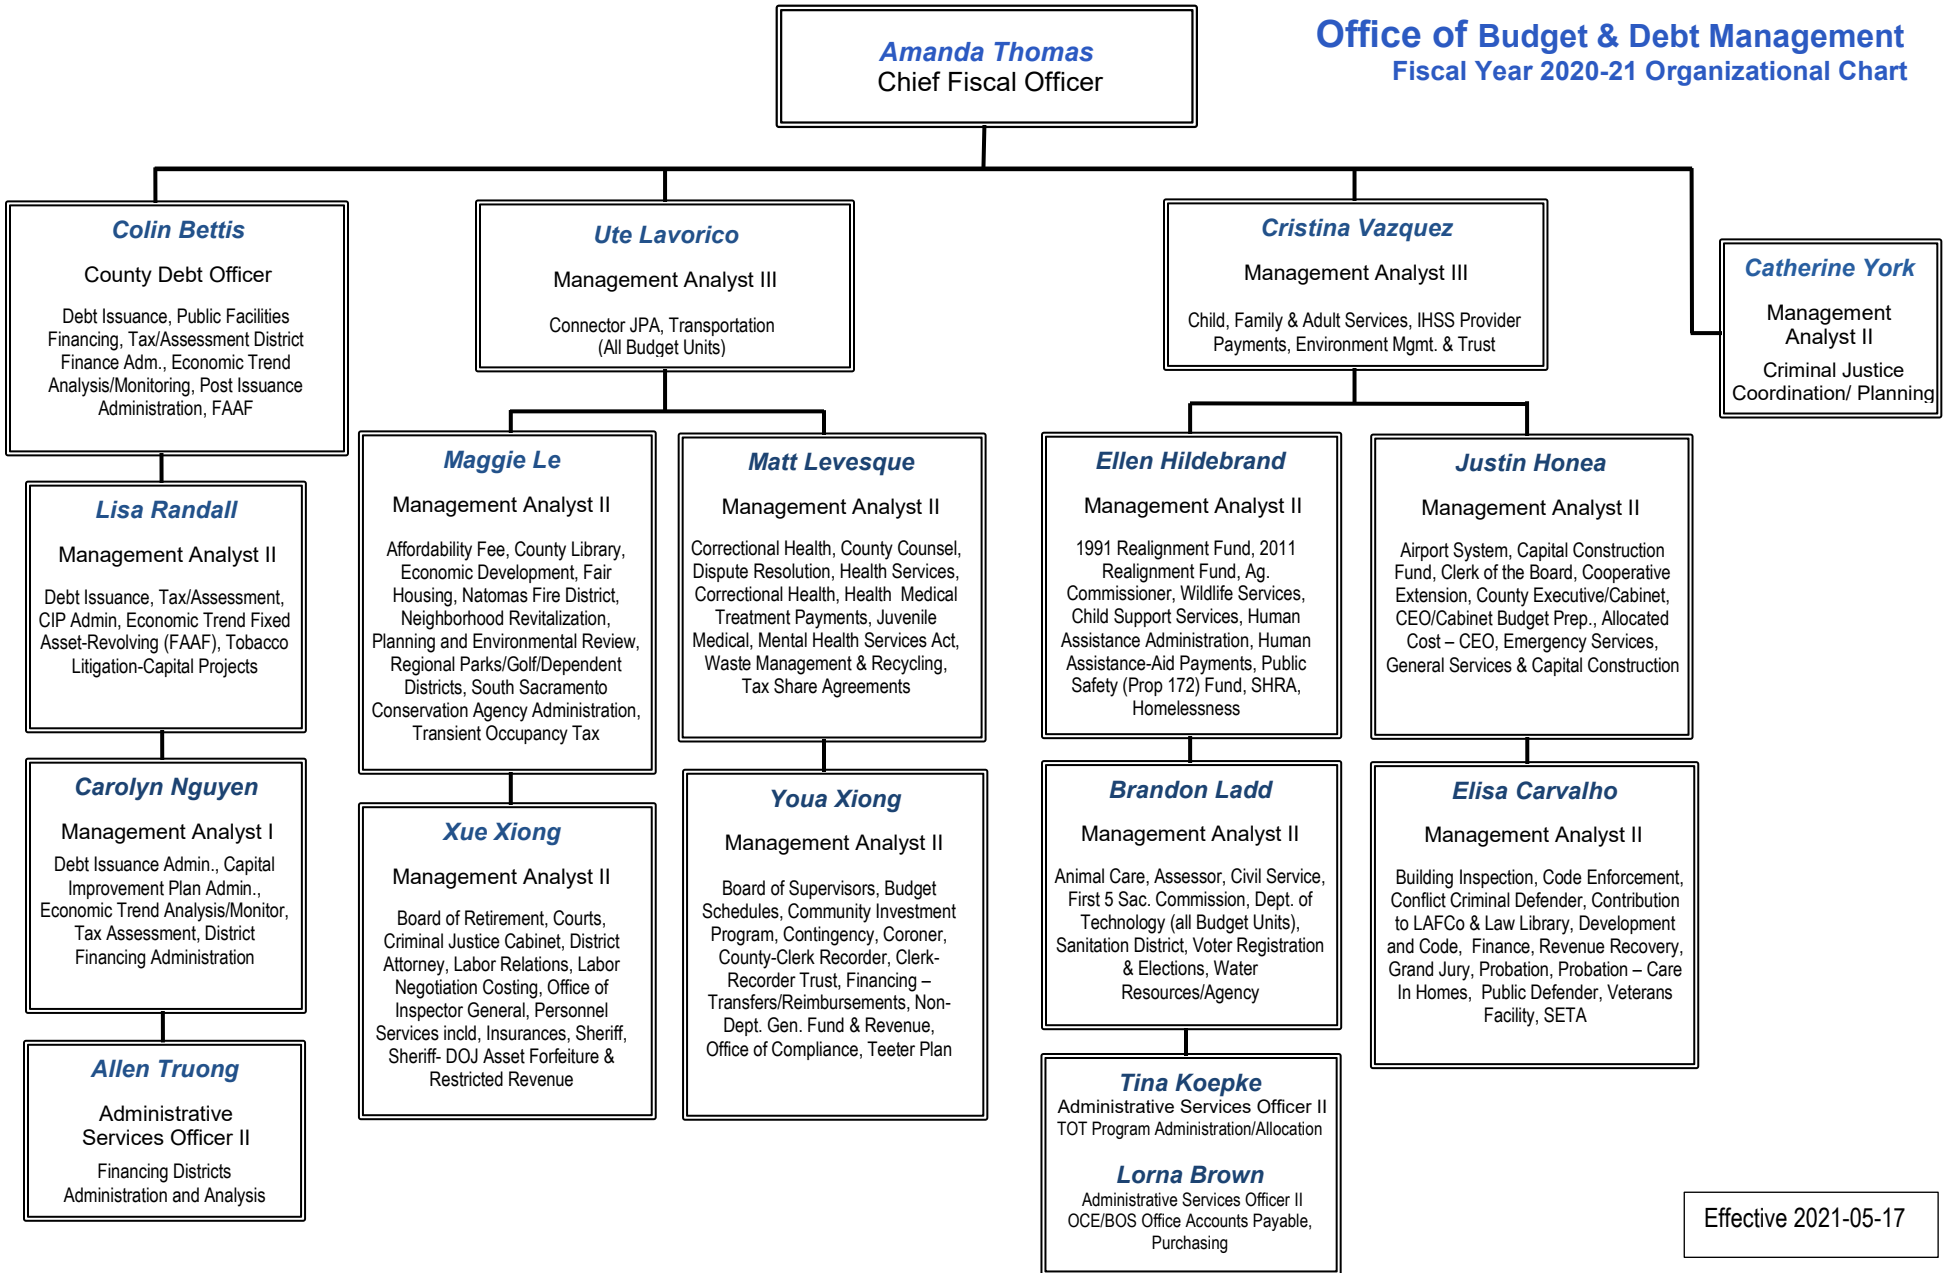 Office of Budget & Debt Management
Fiscal Year 2020-21 Organizational Chart
Amanda Thomas
Chief Fiscal Officer
Colin Bettis
County Debt Officer
Debt Issuance, Public Facilities
Financing, Tax/Assessment District
Finance Adm., Economic Trend
Analysis/Monitoring, Post Issuance
Administration, FAAF
Ute Lavorico
Management Analyst III
Connector JPA, Transportation
(All Budget Units)
Cristina Vazquez
Management Analyst III
Child, Family & Adult Services, IHSS Provider
Payments, Environment Mgmt. & Trust
Catherine York
Management
Analyst II
Criminal Justice
Coordination/ Planning
Lisa Randall
Management Analyst II
Debt Issuance, Tax/Assessment,
CIP Admin, Economic Trend Fixed
Asset-Revolving (FAAF), Tobacco
Litigation-Capital Projects
Maggie Le
Management Analyst II
Affordability Fee, County Library,
Economic Development, Fair
Housing, Natomas Fire District,
Neighborhood Revitalization,
Planning and Environmental Review,
Regional Parks/Golf/Dependent
Districts, South Sacramento
Conservation Agency Administration,
Transient Occupancy Tax
Matt Levesque
Management Analyst II
Correctional Health, County Counsel,
Dispute Resolution, Health Services,
Correctional Health, Health  Medical
Treatment Payments, Juvenile
Medical, Mental Health Services Act,
Waste Management & Recycling,
Tax Share Agreements
Ellen Hildebrand
Management Analyst II
1991 Realignment Fund, 2011
Realignment Fund, Ag.
Commissioner, Wildlife Services,
Child Support Services, Human
Assistance Administration, Human
Assistance-Aid Payments, Public
Safety (Prop 172) Fund, SHRA,
Homelessness
Justin Honea
Management Analyst II
Airport System, Capital Construction
Fund, Clerk of the Board, Cooperative
Extension, County Executive/Cabinet,
CEO/Cabinet Budget Prep., Allocated
Cost – CEO, Emergency Services,
General Services & Capital Construction
Carolyn Nguyen
Management Analyst I
Debt Issuance Admin., Capital
Improvement Plan Admin.,
Economic Trend Analysis/Monitor,
Tax Assessment, District
Financing Administration
Xue Xiong
Management Analyst II
Board of Retirement, Courts,
Criminal Justice Cabinet, District
Attorney, Labor Relations, Labor
Negotiation Costing, Office of
Inspector General, Personnel
Services incld, Insurances, Sheriff,
Sheriff- DOJ Asset Forfeiture &
Restricted Revenue
Youa Xiong
Management Analyst II
Board of Supervisors, Budget
Schedules, Community Investment
Program, Contingency, Coroner,
County-Clerk Recorder, Clerk-
Recorder Trust, Financing –
Transfers/Reimbursements, Non-
Dept. Gen. Fund & Revenue,
Office of Compliance, Teeter Plan
Brandon Ladd
Management Analyst II
Animal Care, Assessor, Civil Service,
First 5 Sac. Commission, Dept. of
Technology (all Budget Units),
Sanitation District, Voter Registration
& Elections, Water
Resources/Agency
Elisa Carvalho
Management Analyst II
Building Inspection, Code Enforcement,
Conflict Criminal Defender, Contribution
to LAFCo & Law Library, Development
and Code,  Finance, Revenue Recovery,
Grand Jury, Probation, Probation – Care
In Homes,  Public Defender, Veterans
Facility, SETA
Allen Truong
Administrative
Services Officer II
Financing Districts
Administration and Analysis
Tina Koepke
Administrative Services Officer II
TOT Program Administration/Allocation
Lorna Brown
Administrative Services Officer II
OCE/BOS Office Accounts Payable,
Purchasing
Effective 2021-05-17